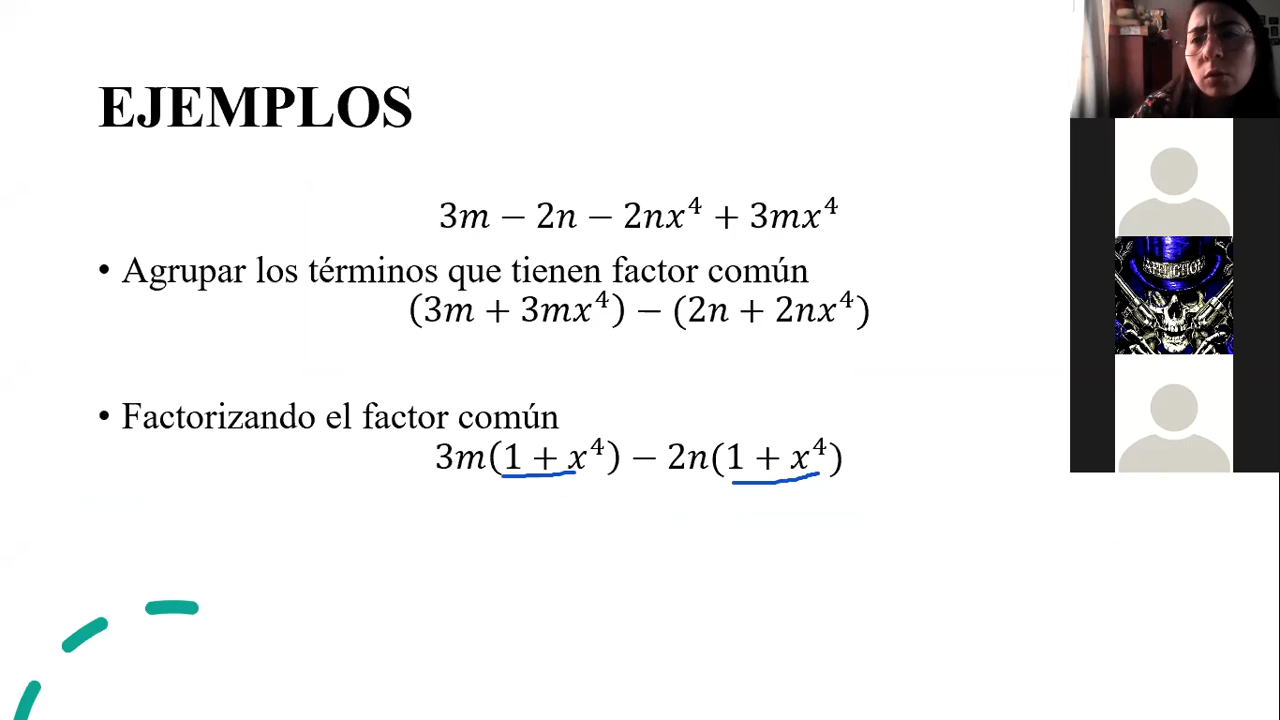 EJEMPLOS
3m − 2n − 2nx⁴ + 3mx⁴
• Agrupar los términos que tienen factor común
(3m + 3mx⁴) − (2n + 2nx⁴)
• Factorizando el factor común
3m(1 + x⁴) − 2n(1 + x⁴)
AFFLICTION